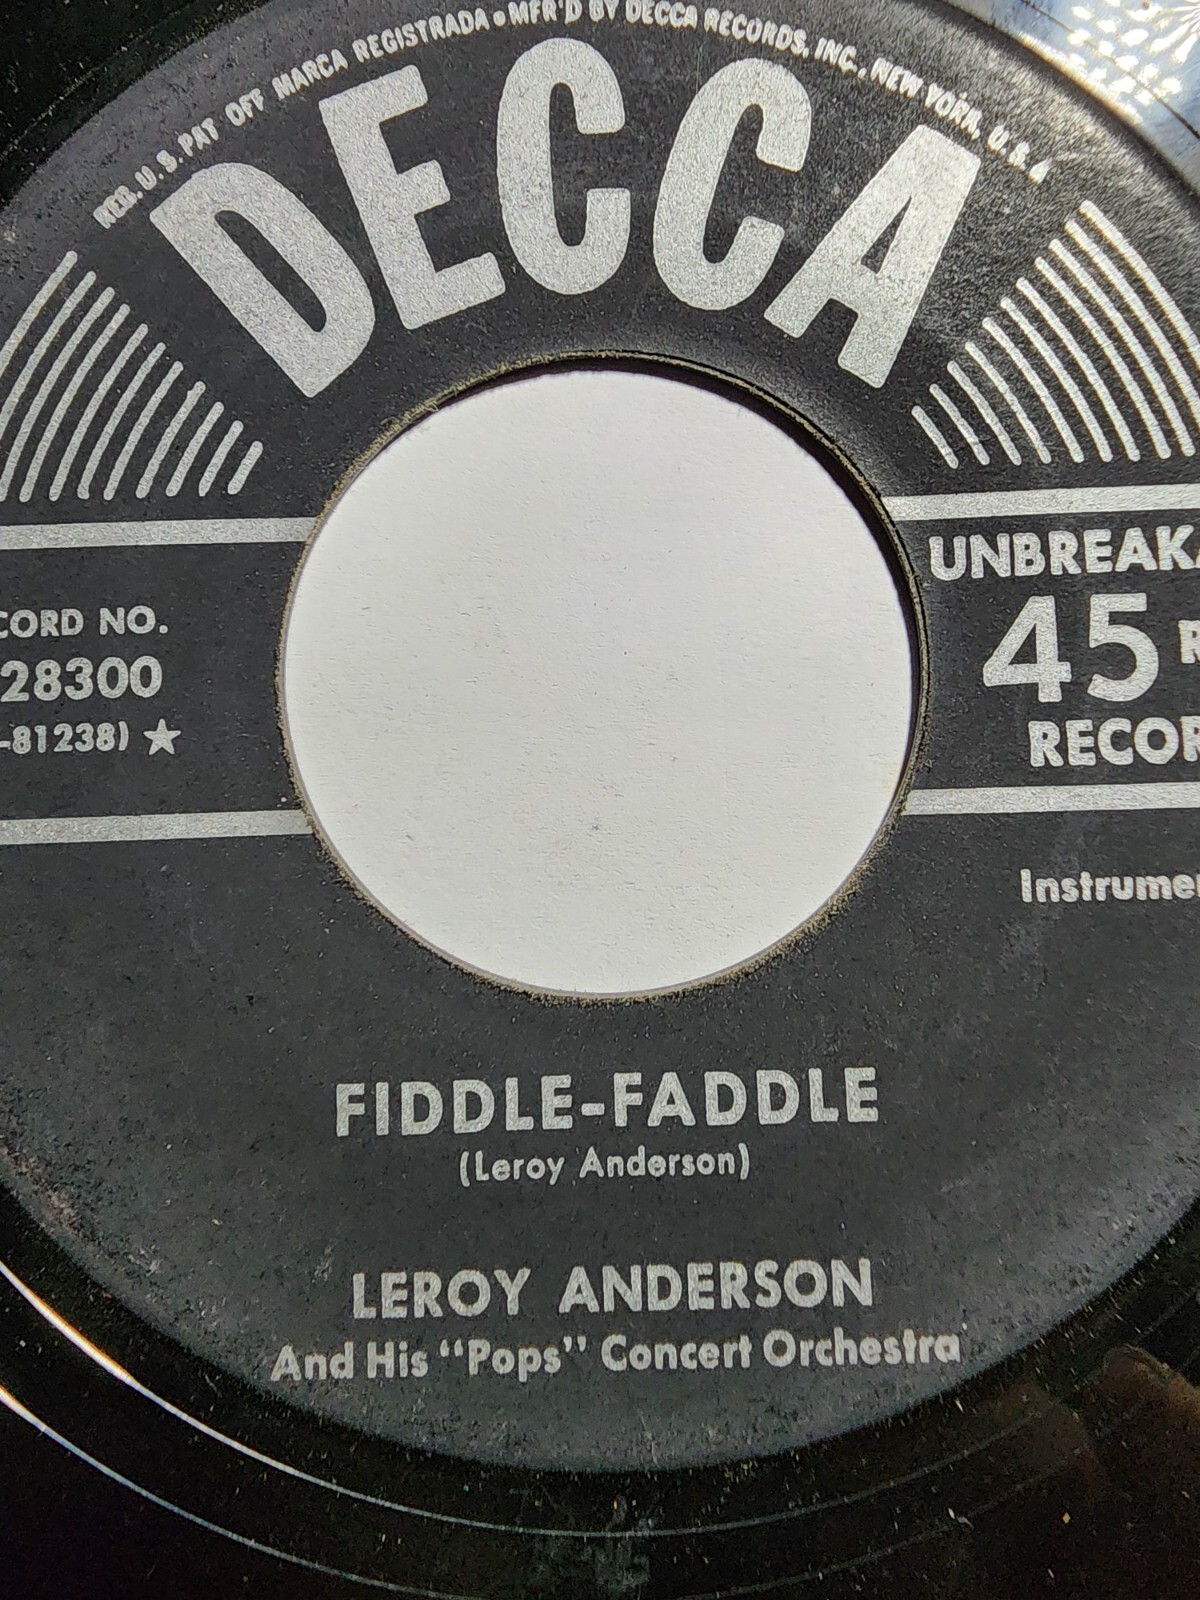 REG. U.S. PAT OFF MARCA REGISTRADA • MFR'D BY DECCA RECORDS, INC., NEW YORK, U.S.A
DECCA
CORD NO.
28300
-81238) ★
UNBREAKA
45 R
RECOR
Instrumen
FIDDLE-FADDLE
(Leroy Anderson)
LEROY ANDERSON
And His “Pops” Concert Orchestra